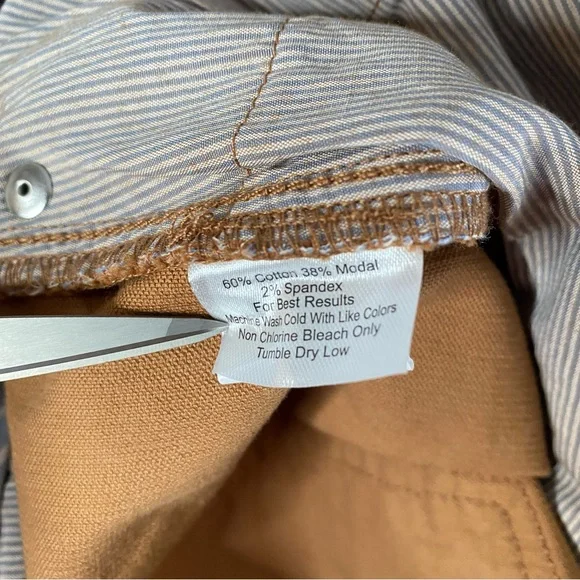 60% Cotton 38% Modal
2% Spandex
For Best Results
Machine Wash Cold With Like Colors
Non Chlorine Bleach Only
Tumble Dry Low